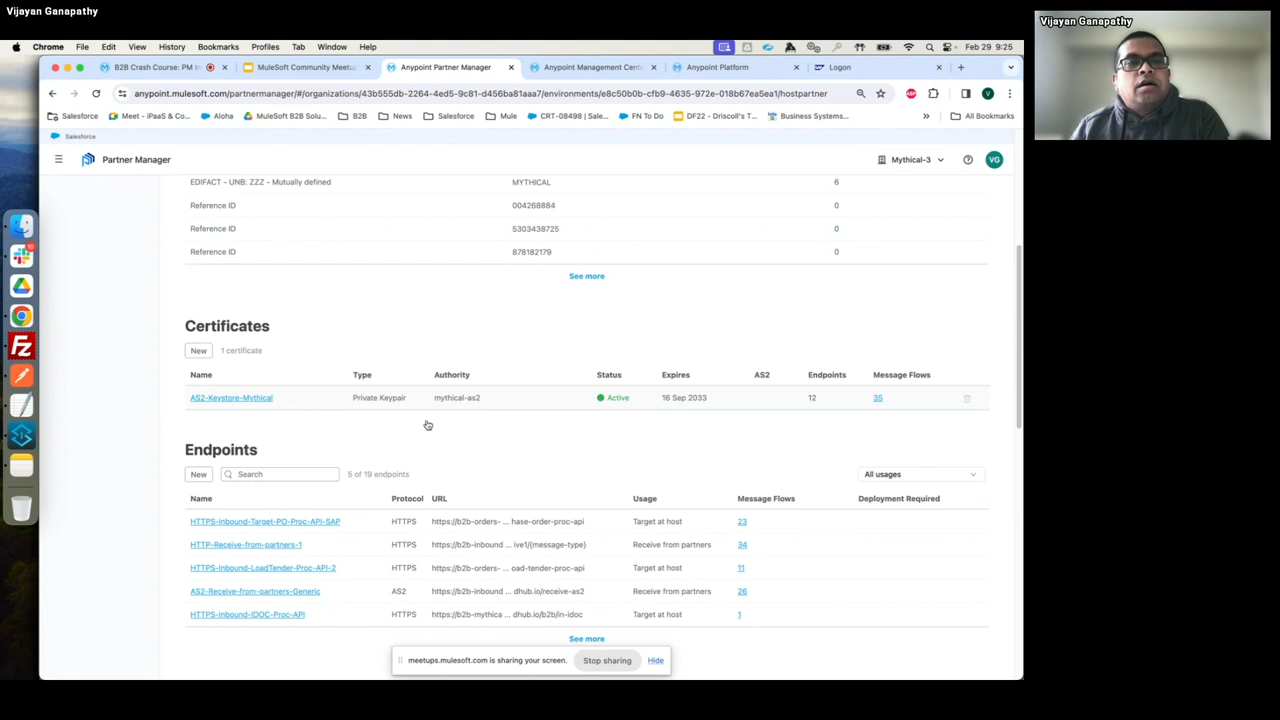 Vijayan Ganapathy
Vijayan Ganapathy
Chrome File Edit View History Bookmarks Profiles Tab Window Help
Feb 29 9:25
B2B Crash Course: PM In
MuleSoft Community Meetu
Anypoint Partner Manager
Anypoint Management Cent
Anypoint Platform
Logon
anypoint.mulesoft.com/partnermanager/#/organizations/43b555db-2264-4ed5-9c81-d456ba81aaa7/environments/e8c50b0b-cfb9-4635-972e-018b67ea5ea1/hostpartner
Salesforce Meet - iPaaS & Co... Aloha MuleSoft B2B Solu... B2B News Salesforce Mule CRT-08498 | Sale... FN To Do DF22 - Driscoll's T... Business Systems... » All Bookmarks
Salesforce
Partner Manager Mythical-3 VG
EDIFACT - UNB: ZZZ - Mutually defined MYTHICAL 6
Reference ID 004268884 0
Reference ID 5303438725 0
Reference ID 878182179 0
See more
Certificates
New 1 certificate
Name Type Authority Status Expires AS2 Endpoints Message Flows
AS2-Keystore-Mythical Private Keypair mythical-as2 Active 16 Sep 2033 12 35
Endpoints
New Search 5 of 19 endpoints All usages
Name Protocol URL Usage Message Flows Deployment Required
HTTPS-Inbound-Target-PO-Proc-API-SAP HTTPS https://b2b-orders- ... hase-order-proc-api Target at host 23
HTTP-Receive-from-partners-1 HTTPS https://b2b-inbound ... ive1/{message-type} Receive from partners 34
HTTPS-Inbound-LoadTender-Proc-API-2 HTTPS https://b2b-orders- ... oad-tender-proc-api Target at host 11
AS2-Receive-from-partners-Generic AS2 https://b2b-inbound ... dhub.io/receive-as2 Receive from partners 26
HTTPS-Inbound-IDOC-Proc-API HTTPS https://b2b-mythica ... dhub.io/b2b/in-idoc Target at host 1
See more
meetups.mulesoft.com is sharing your screen. Stop sharing Hide